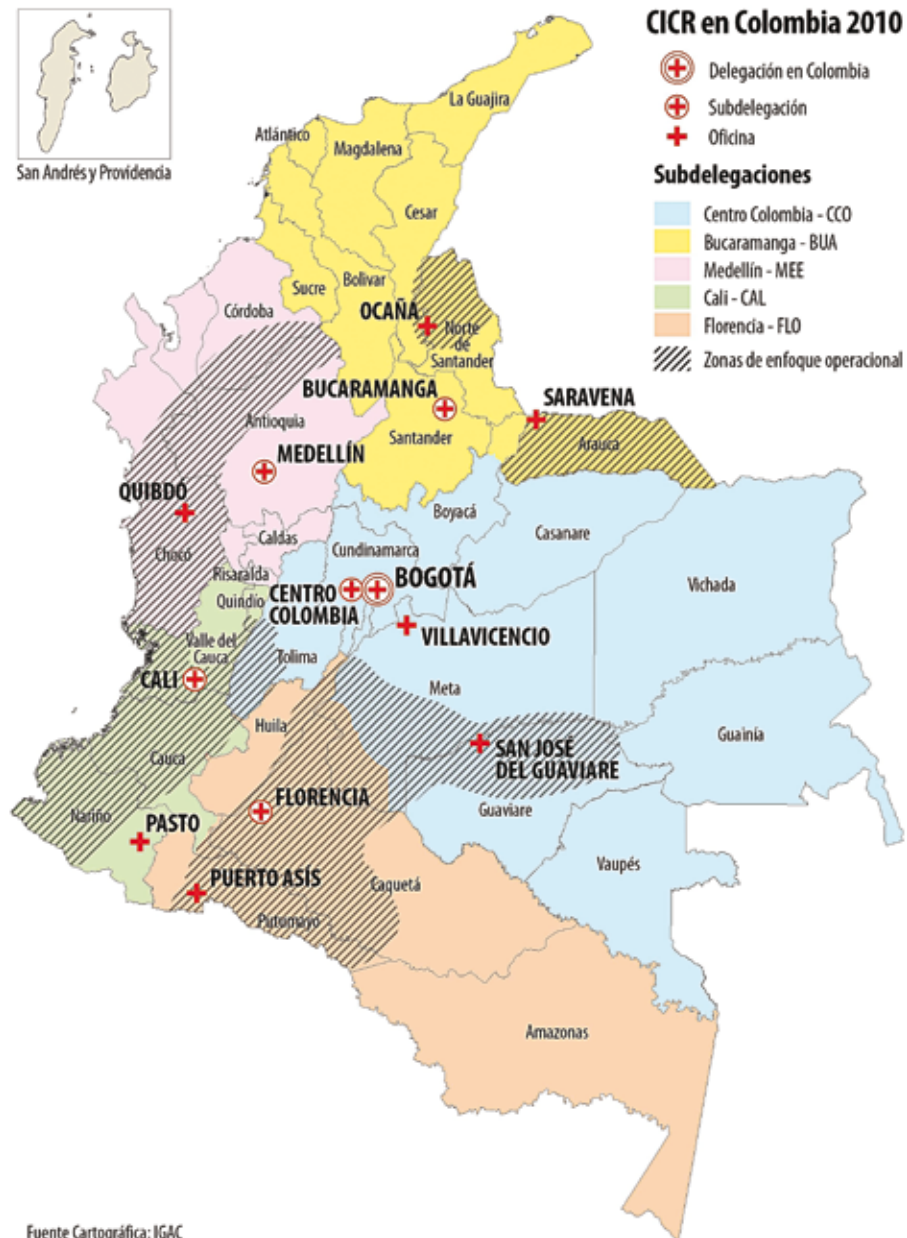 CICR en Colombia 2010
Delegación en Colombia
Subdelegación
Oficina
Subdelegaciones
Centro Colombia - CCO
Bucaramanga - BUA
Medellín - MEE
Cali - CAL
Florencia - FLO
Zonas de enfoque operacional
San Andrés y Providencia
La Guajira
Atlántico
Magdalena
Cesar
Bolivar
Sucre
Córdoba
OCAÑA
Norte
de
Santander
BUCARAMANGA
SARAVENA
Antioquia
Santander
Arauca
MEDELLÍN
QUIBDÓ
Boyacá
Casanare
Caldas
Chocó
Cundinamarca
Vichada
Risaralda
BOGOTÁ
CENTRO
COLOMBIA
Quindío
VILLAVICENCIO
Valle del
Cauca
Tolima
CALI
Meta
Huila
Guainía
SAN JOSÉ
DEL GUAVIARE
Cauca
FLORENCIA
Guaviare
Nariño
PASTO
Vaupés
PUERTO ASÍS
Caquetá
Putumayo
Amazonas
Fuente Cartográfica: IGAC